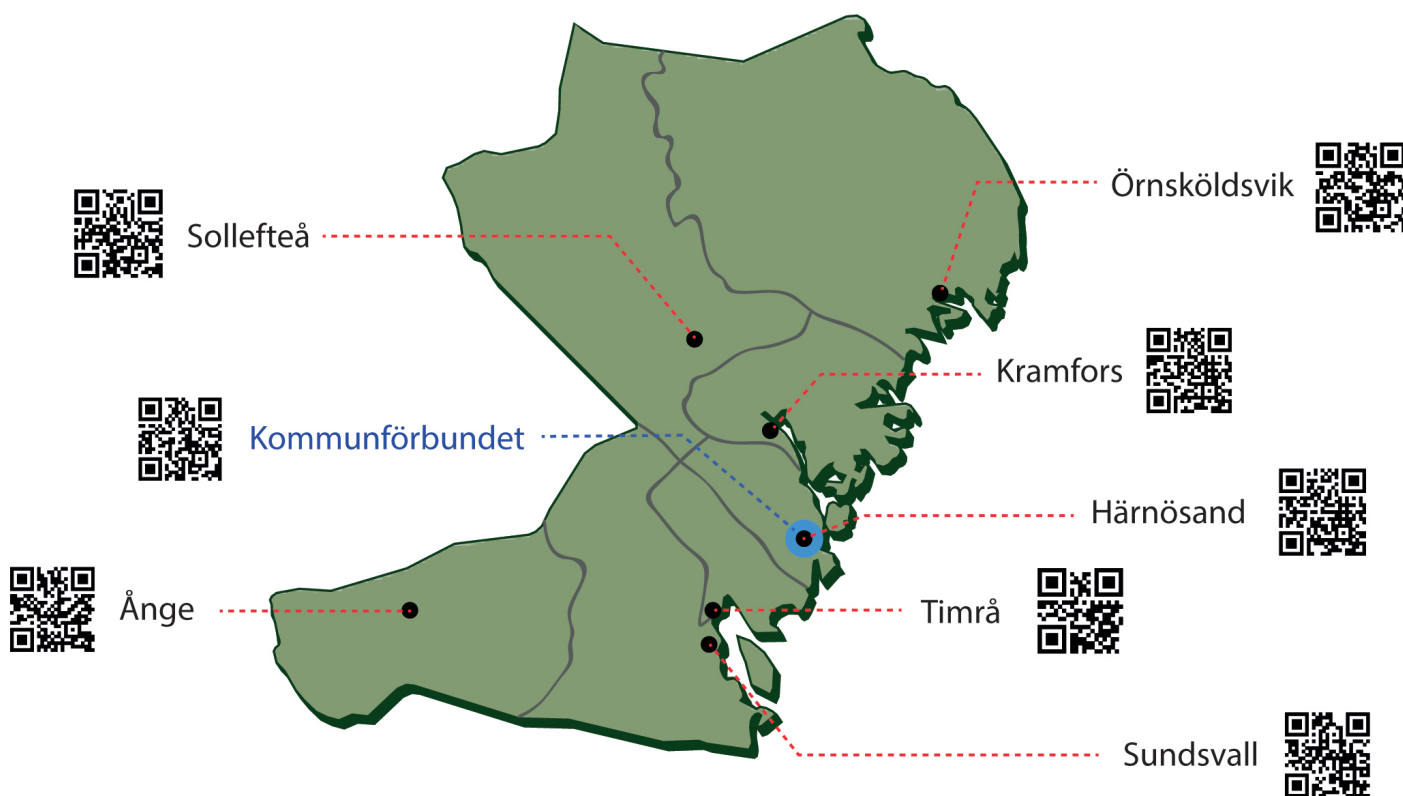 Örnsköldsvik
Sollefteå
Kramfors
Kommunförbundet
Härnösand
Ånge
Timrå
Sundsvall